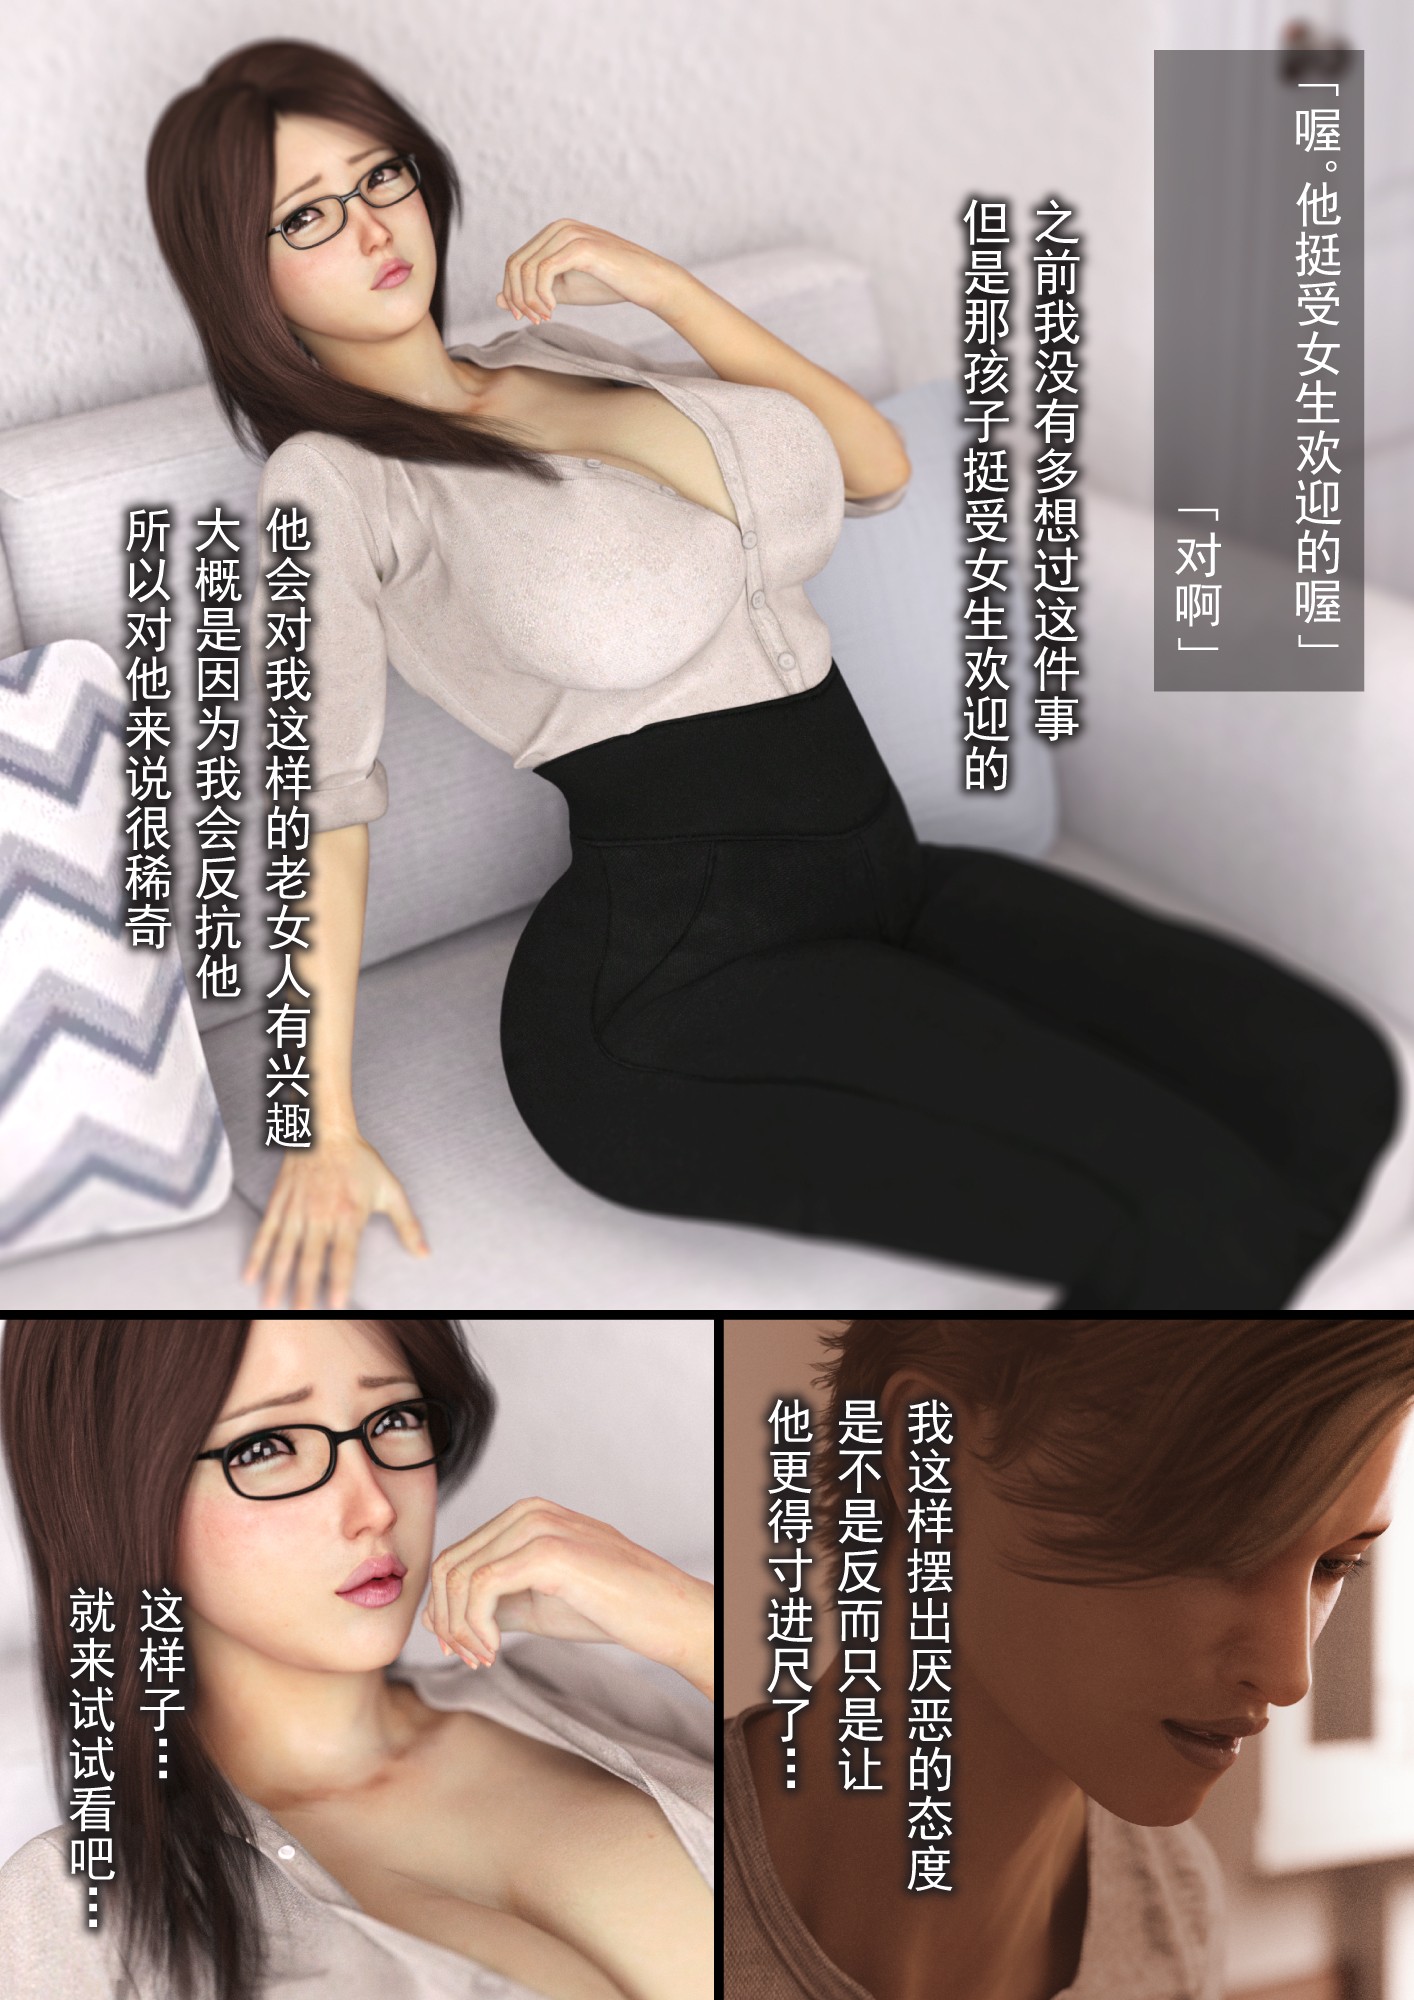 「喔。他挺受女生欢迎的喔」
「对啊」
之前我没有多想过这件事
但是那孩子挺受女生欢迎的
他会对我这样的老女人有兴趣
大概是因为我会反抗他
所以对他来说很稀奇
我这样摆出厌恶的态度
是不是反而只是让
他更得寸进尺了…
这样子…
就来试试看吧…